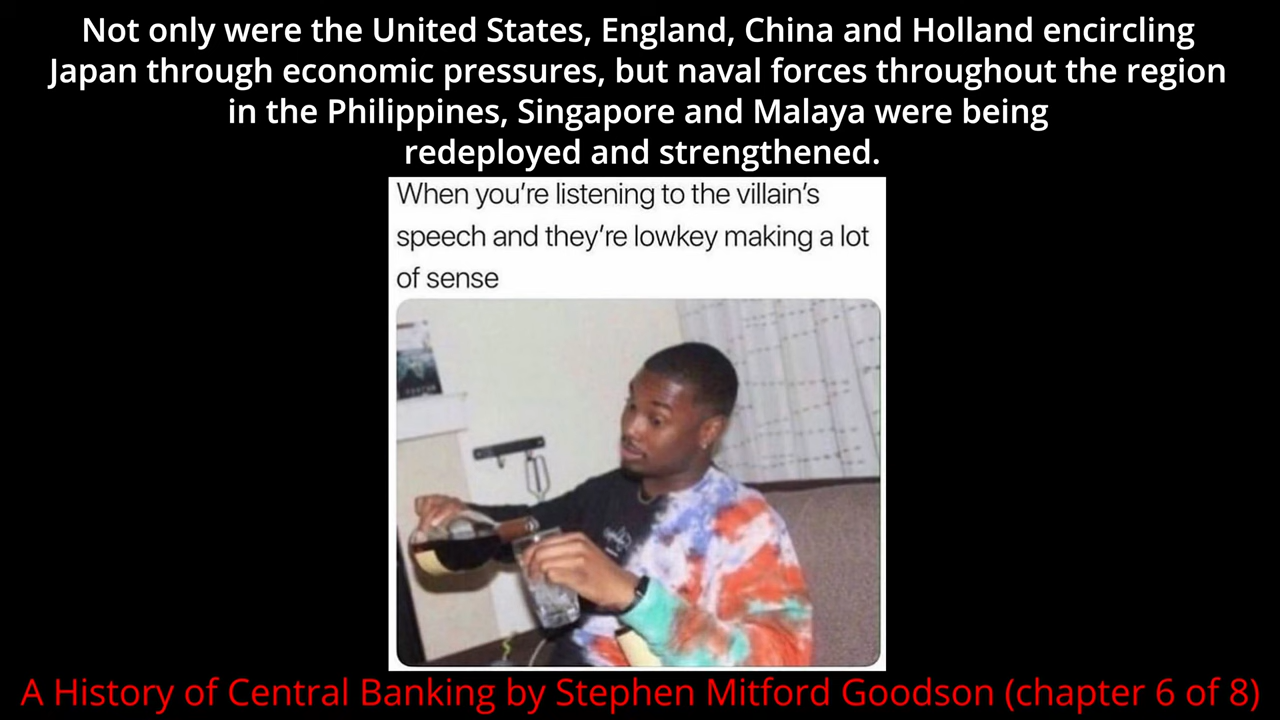 Not only were the United States, England, China and Holland encircling
Japan through economic pressures, but naval forces throughout the region
in the Philippines, Singapore and Malaya were being
redeployed and strengthened.
When you're listening to the villain's
speech and they're lowkey making a lot
of sense
A History of Central Banking by Stephen Mitford Goodson (chapter 6 of 8)